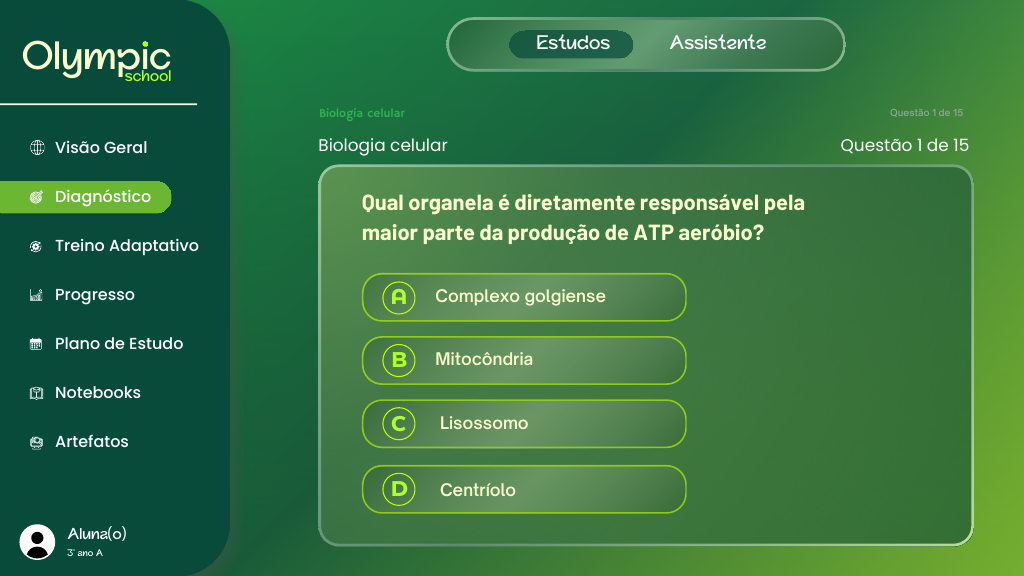 Olympic
school
Estudos
Assistente
Visão Geral
Diagnóstico
Treino Adaptativo
Progresso
Plano de Estudo
Notebooks
Artefatos
Aluna(o)
3° ano A
Biologia celular
Questão 1 de 15
Biologia celular
Questão 1 de 15
Qual organela é diretamente responsável pela
maior parte da produção de ATP aeróbio?
A Complexo golgiense
B Mitocôndria
C Lisossomo
D Centríolo